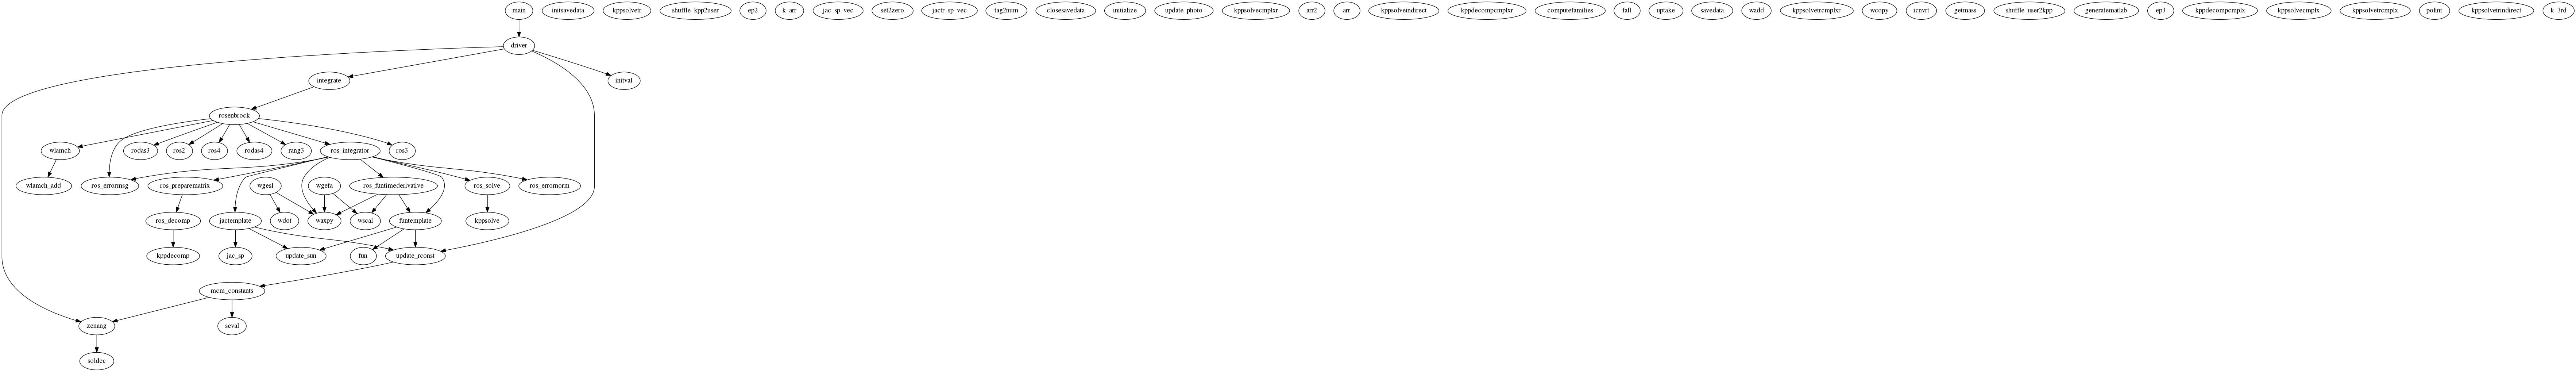 main
initsavedata
kppsolvetr
shuffle_kpp2user
ep2
k_arr
jac_sp_vec
set2zero
jactr_sp_vec
tag2num
closesavedata
initialize
update_photo
kppsolvecmplxr
arr2
arr
kppsolveindirect
kppdecompcmplxr
computefamilies
fall
uptake
savedata
wadd
kppsolvetrcmplxr
wcopy
icnvrt
getmass
shuffle_user2kpp
generatematlab
ep3
kppdecompcmplx
kppsolvecmplx
kppsolvetrcmplx
polint
kppsolvetrindirect
k_3rd
driver
integrate
initval
rosenbrock
wlamch
rodas3
ros2
ros4
rodas4
rang3
ros_integrator
ros3
wlamch_add
ros_errormsg
ros_preparematrix
wgesl
wgefa
ros_funtimederivative
ros_solve
ros_errornorm
ros_decomp
jactemplate
wdot
waxpy
wscal
funtemplate
kppsolve
kppdecomp
jac_sp
update_sun
fun
update_rconst
mcm_constants
zenang
seval
soldec